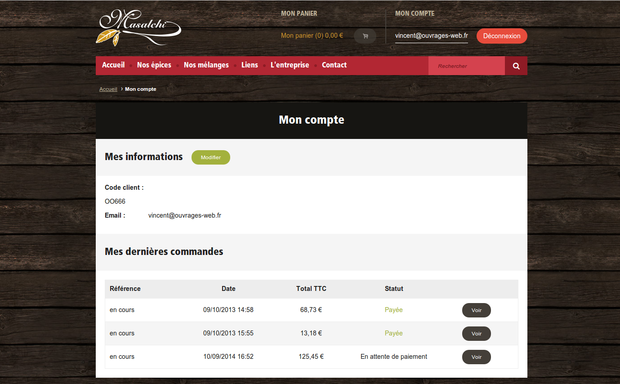 Masalchi
MON PANIER
MON COMPTE
Mon panier (0) 0,00 €
vincent@ouvrages-web.fr
Déconnexion
Accueil Nos épices Nos mélanges Liens L'entreprise Contact
Rechercher
Accueil > Mon compte
Mon compte
Mes informations Modifier
Code client :
OO666
Email : vincent@ouvrages-web.fr
Mes dernières commandes
Référence Date Total TTC Statut
en cours 09/10/2013 14:58 68,73 € Payée Voir
en cours 09/10/2013 15:55 13,18 € Payée Voir
en cours 10/09/2014 16:52 125,45 € En attente de paiement Voir